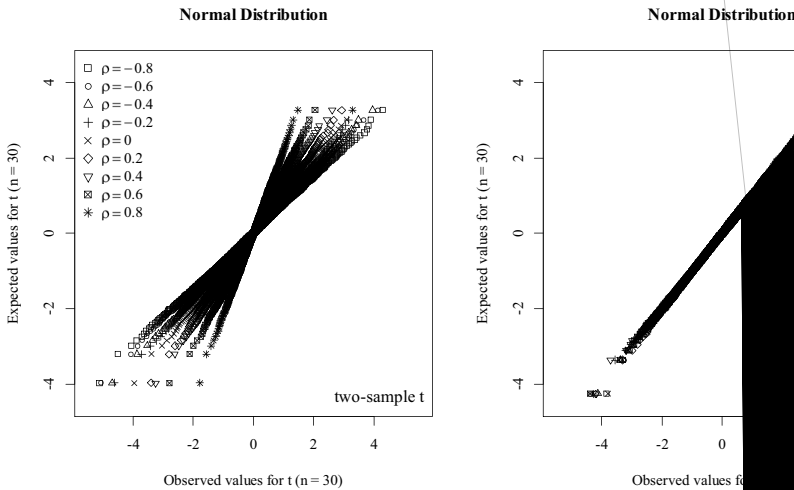 Normal Distribution
4
2
0
-2
-4
Expected values for t (n = 30)
ρ = −0.8
ρ = −0.6
ρ = −0.4
ρ = −0.2
ρ = 0
ρ = 0.2
ρ = 0.4
ρ = 0.6
ρ = 0.8
two-sample t
-4
-2
0
2
4
Observed values for t (n = 30)
Normal Distribution
4
2
0
-2
-4
Expected values for t (n = 30)
-4
-2
0
Observed values